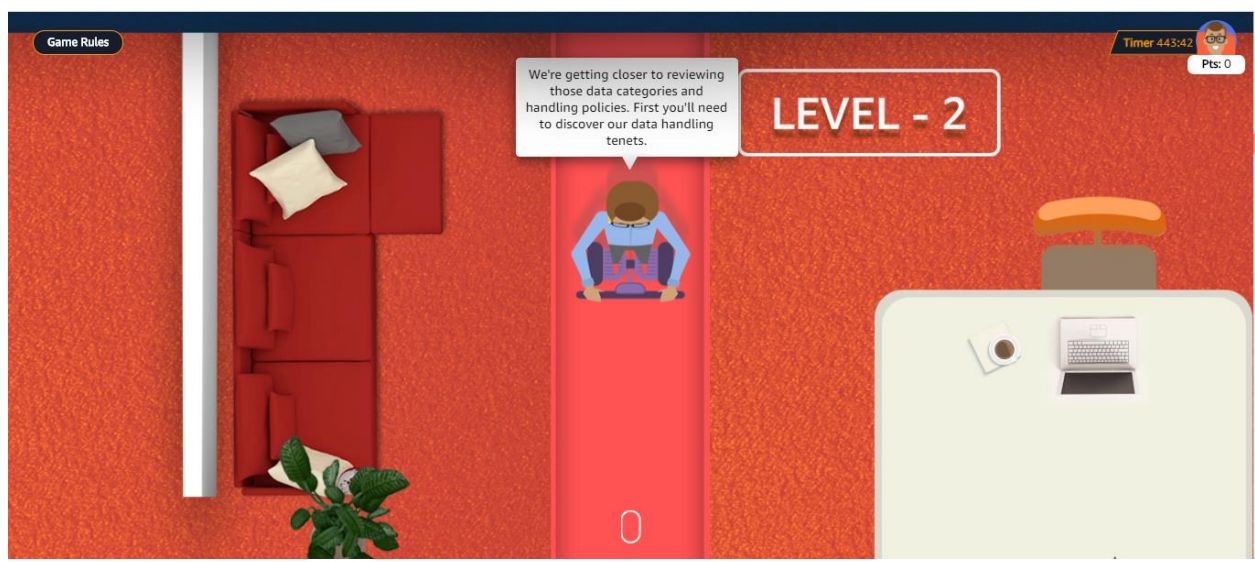 Game Rules
Timer 443:42
Pts: 0
We're getting closer to reviewing
those data categories and
handling policies. First you'll need
to discover our data handling
tenets.
LEVEL - 2